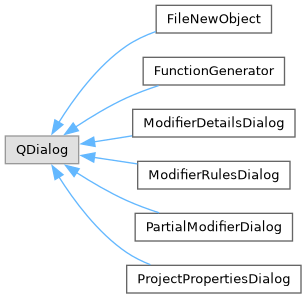 FileNewObject
FunctionGenerator
ModifierDetailsDialog
QDialog
ModifierRulesDialog
PartialModifierDialog
ProjectPropertiesDialog